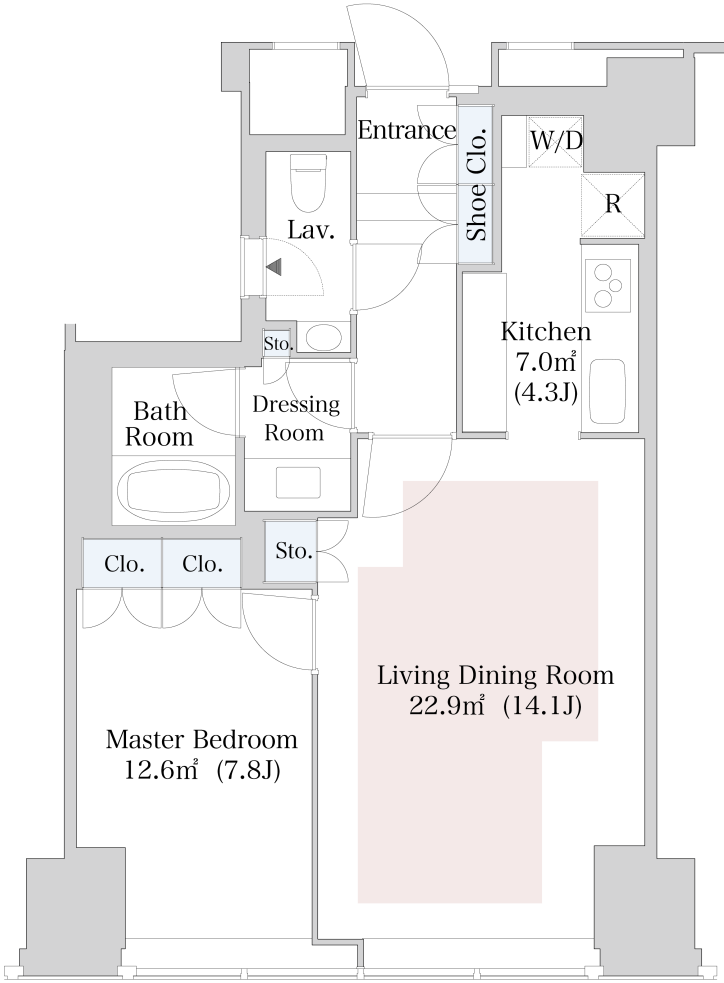 Entrance
Shoe Clo.
W/D
R
Lav.
Sto.
Kitchen
7.0㎡
(4.3J)
Bath
Room
Dressing
Room
Clo.
Clo.
Sto.
Living Dining Room
22.9㎡ (14.1J)
Master Bedroom
12.6㎡ (7.8J)